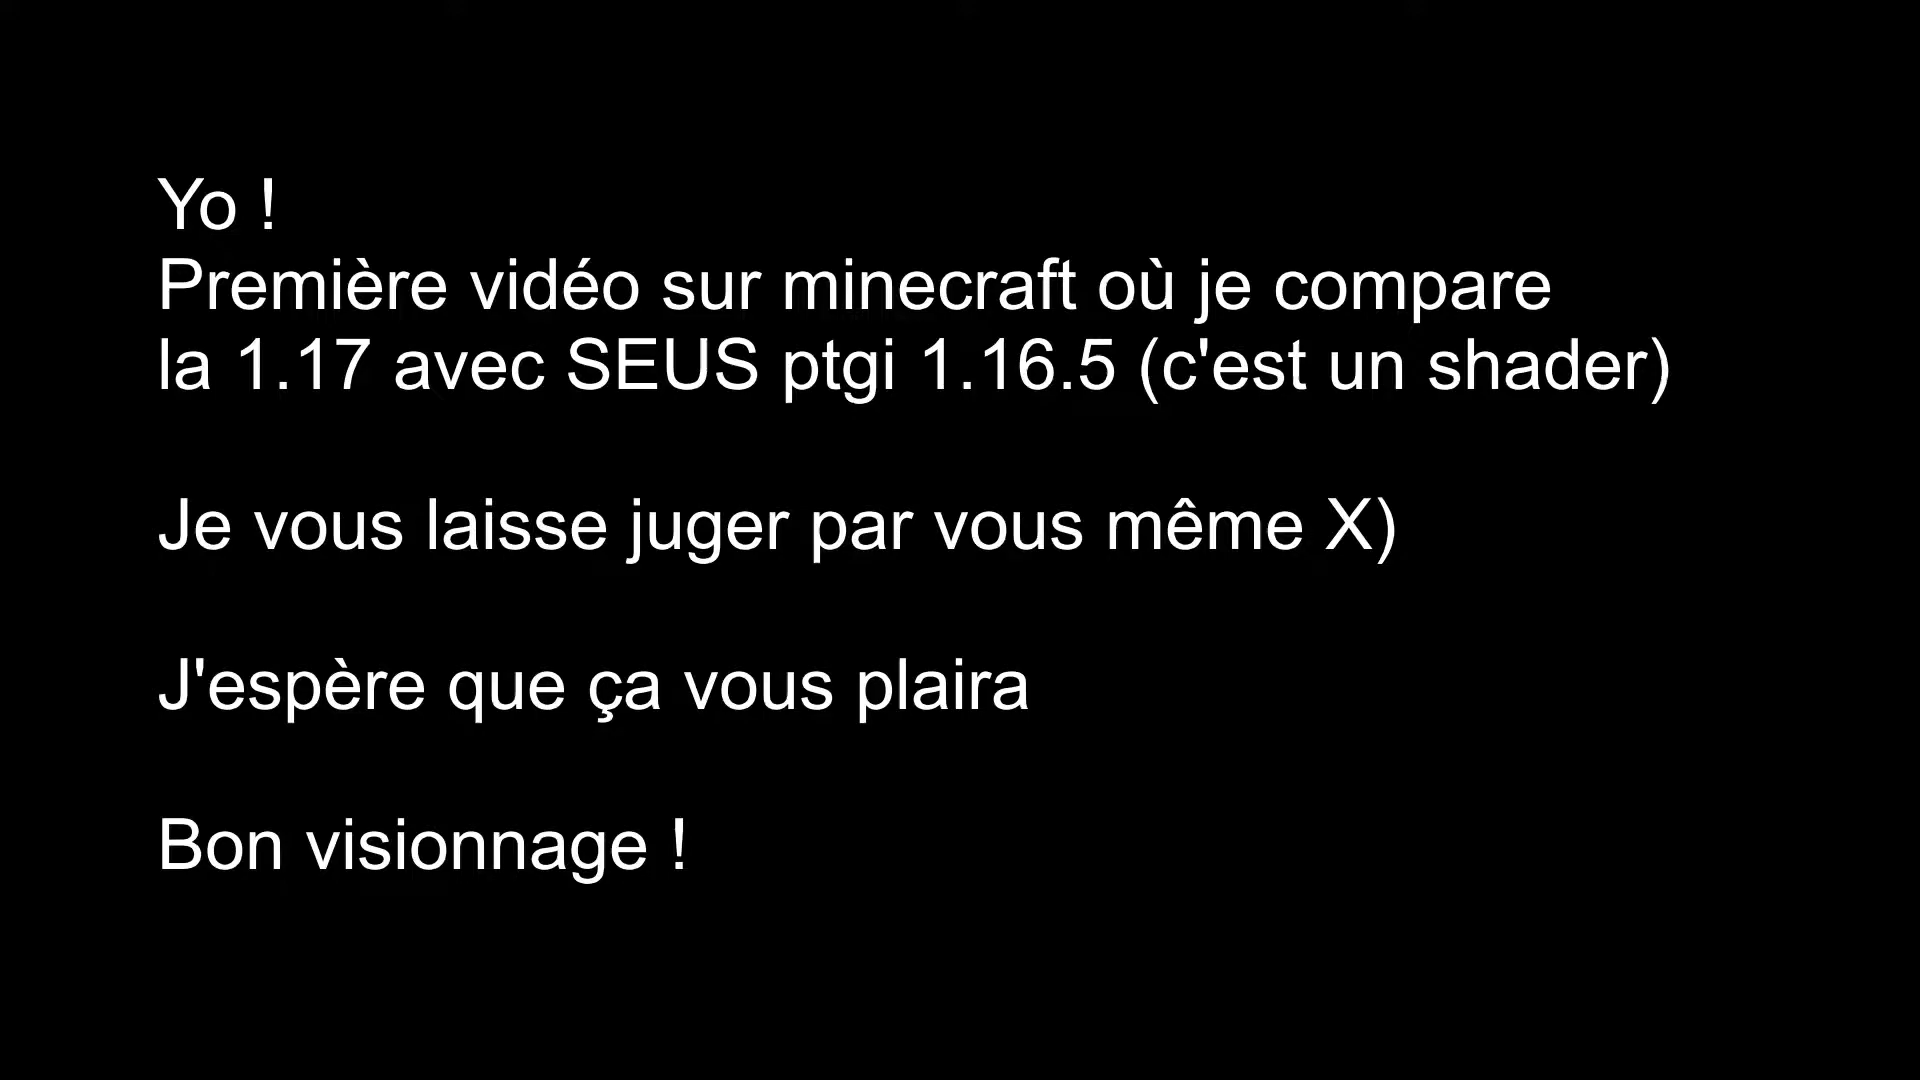 Yo !
Première vidéo sur minecraft où je compare
la 1.17 avec SEUS ptgi 1.16.5 (c'est un shader)
Je vous laisse juger par vous même X)
J'espère que ça vous plaira
Bon visionnage !